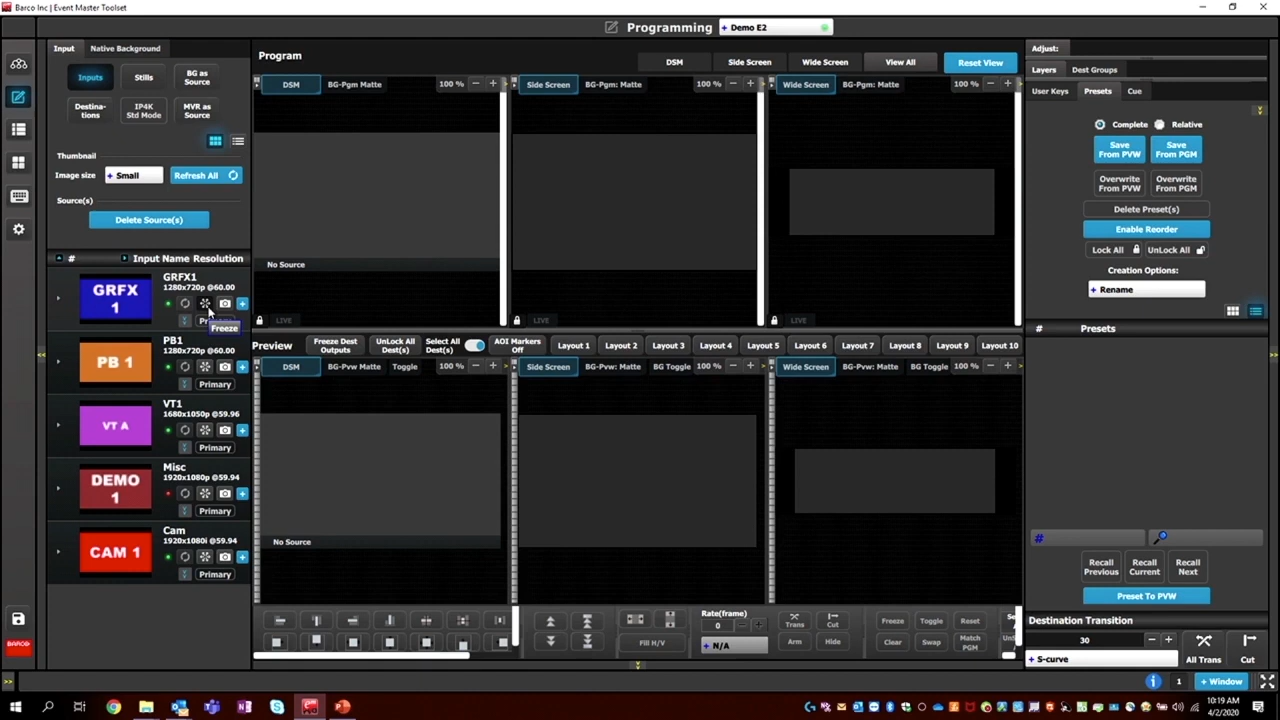 Barco Inc | Event Master Toolset
Programming
+ Demo E2
Input
Native Background
Inputs
Stills
BG as
Source
Destina-
tions
IP4K
Std Mode
MVR as
Source
Thumbnail
Image size
+ Small
Refresh All
Source(s)
Delete Source(s)
# Input Name Resolution
GRFX
1
GRFX1
1280x720p @60.00
Freeze
PB 1
PB1
1280x720p @60.00
Primary
VT A
VT1
1680x1050p @59.96
Primary
DEMO
1
Misc
1920x1080p @59.94
Primary
CAM 1
Cam
1920x1080i @59.94
Primary
Program
DSM
Side Screen
Wide Screen
View All
Reset View
DSM
BG-Pgm Matte
100 %
Side Screen
BG-Pgm: Matte
100 %
Wide Screen
BG-Pgm: Matte
100 %
No Source
LIVE
LIVE
LIVE
Preview
Freeze Dest
Outputs
UnLock All
Dest(s)
Select All
Dest(s)
AOI Markers
Off
Layout 1
Layout 2
Layout 3
Layout 4
Layout 5
Layout 6
Layout 7
Layout 8
Layout 9
Layout 10
DSM
BG-Pvw Matte
Toggle
100 %
Side Screen
BG-Pvw: Matte
BG Toggle
100 %
Wide Screen
BG-Pvw: Matte
BG Toggle
100 %
No Source
Fill H/V
Rate(frame)
0
+ N/A
Trans
Cut
Arm
Hide
Freeze
Toggle
Reset
Clear
Swap
Match
PGM
Adjust:
Layers
Dest Groups
User Keys
Presets
Cue
Complete
Relative
Save
From PVW
Save
From PGM
Overwrite
From PVW
Overwrite
From PGM
Delete Preset(s)
Enable Reorder
Lock All
UnLock All
Creation Options:
+ Rename
# Presets
#
Recall
Previous
Recall
Current
Recall
Next
Preset To PVW
Destination Transition
30
+ S-curve
All Trans
Cut
1
+ Window
BARCO
10:19 AM
4/2/2020